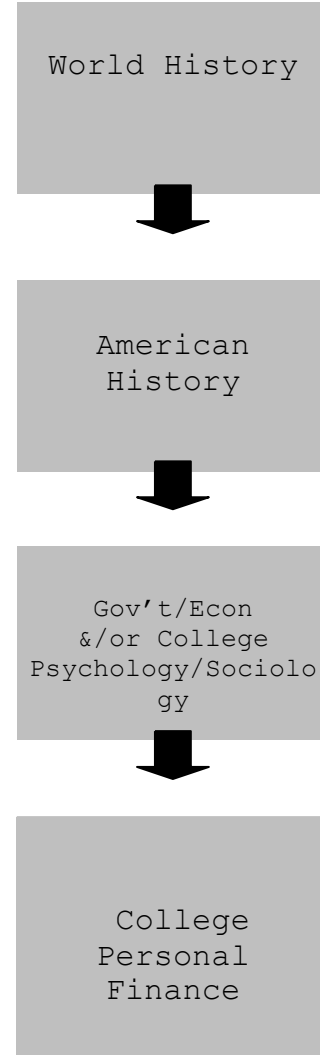 World History
American
History
Gov’t/Econ
&/or College
Psychology/Sociolo
gy
College
Personal
Finance